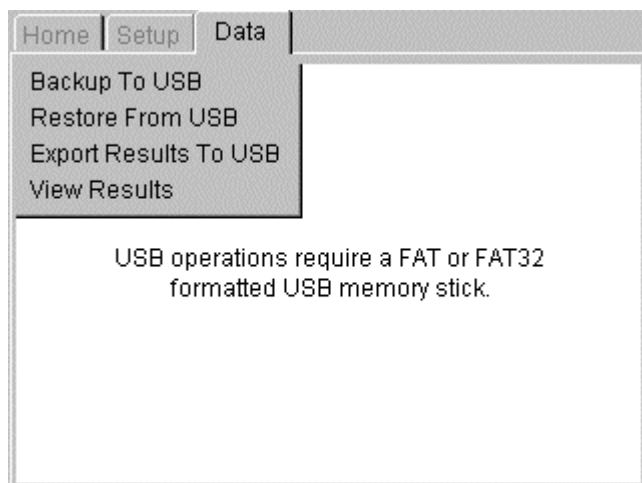 Home Setup Data
Backup To USB
Restore From USB
Export Results To USB
View Results
USB operations require a FAT or FAT32
formatted USB memory stick.